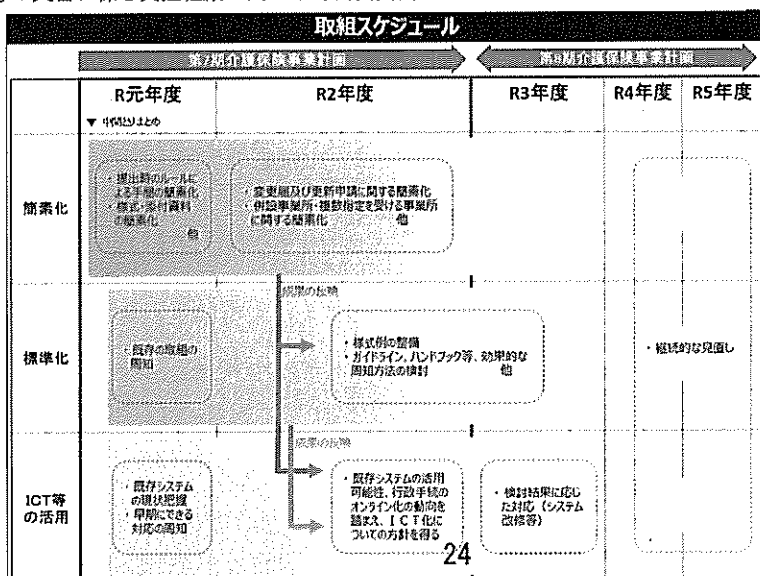 取組スケジュール
第7期介護保険事業計画
第8期介護保険事業計画
R元年度
R2年度
R3年度
R4年度
R5年度
▼ 中間とりまとめ
簡素化
・提出時のルールに
よる手間の簡素化
・様式・添付資料
の簡素化
他
・変更届及び更新申請に関する簡素化
・併設事業所・複数指定を受ける事業所
に関する簡素化 他
標準化
・既存の取組の
周知
成果の反映
・様式例の整備
・ガイドライン、ハンドブック等、効果的な
周知方法の検討 他
・継続的な見直し
ICT等
の活用
・既存システム
の現状把握
・早期にできる
対応の周知
成果の反映
・既存システムの活用
可能性、行政手続の
オンライン化の動向を
踏まえ、ICT化に
ついての方針を得る
・検討結果に応じ
た対応（システム
改修等）
24